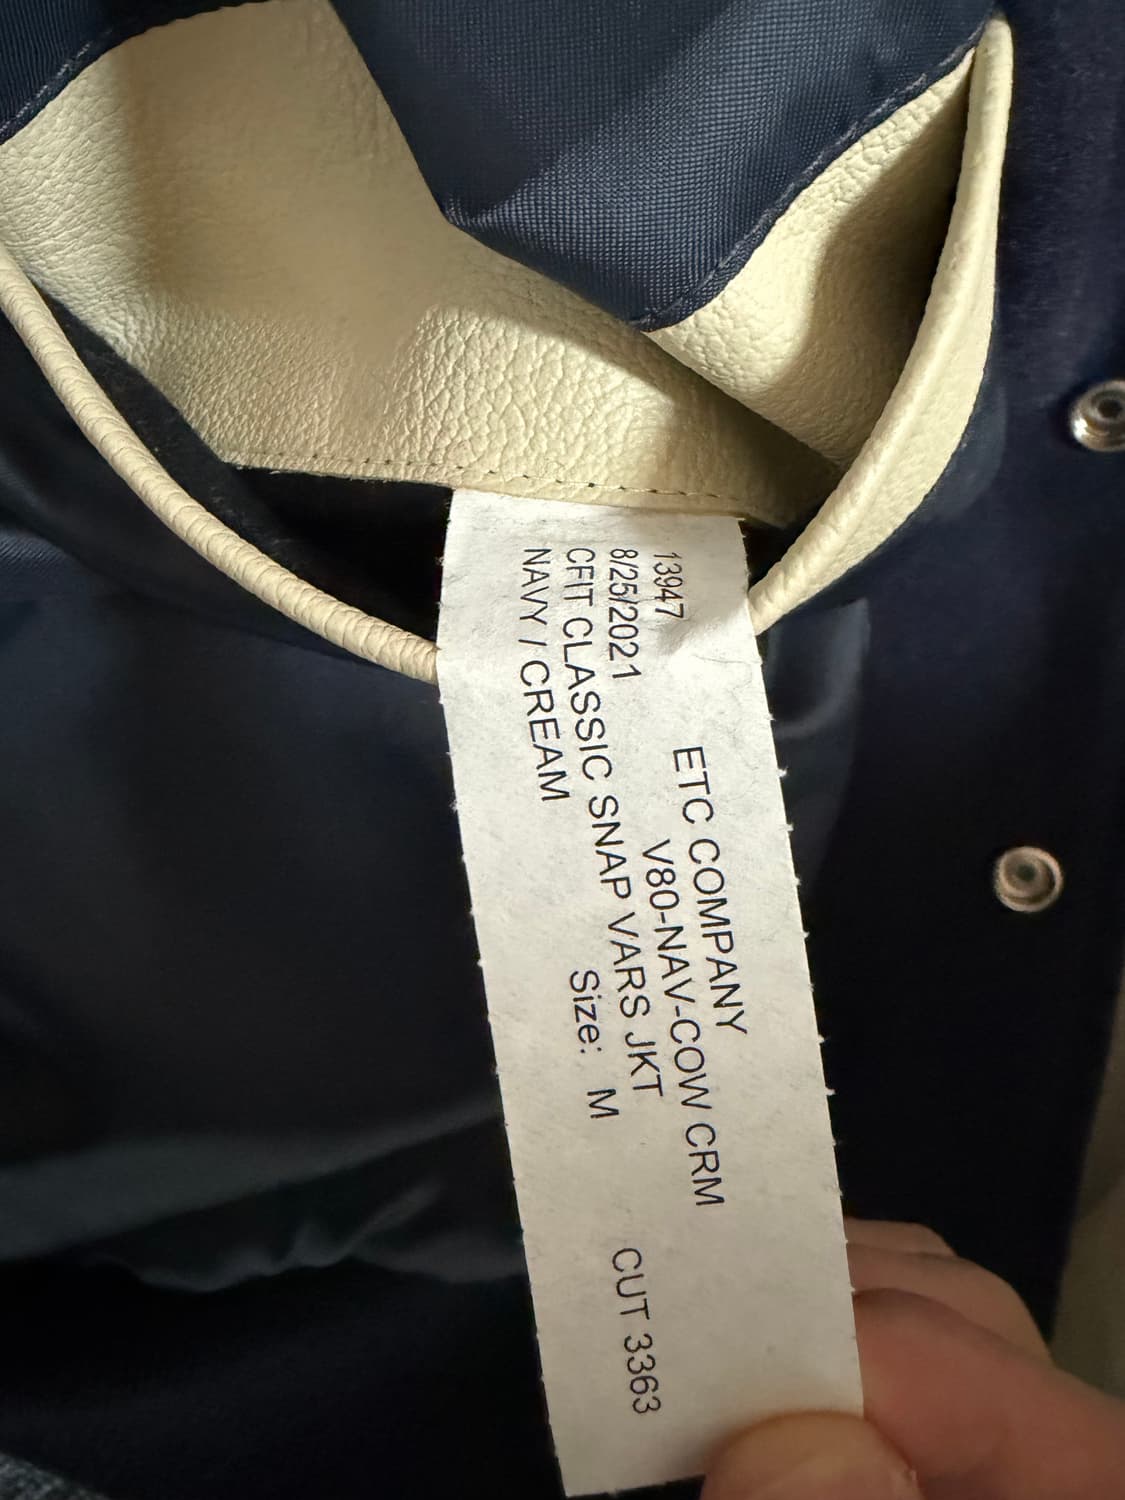 ETC COMPANY
13947 V80-NAV-COW CRM
8/25/2021
CFIT CLASSIC SNAP VARS JKT
NAVY / CREAM Size: M CUT 3363